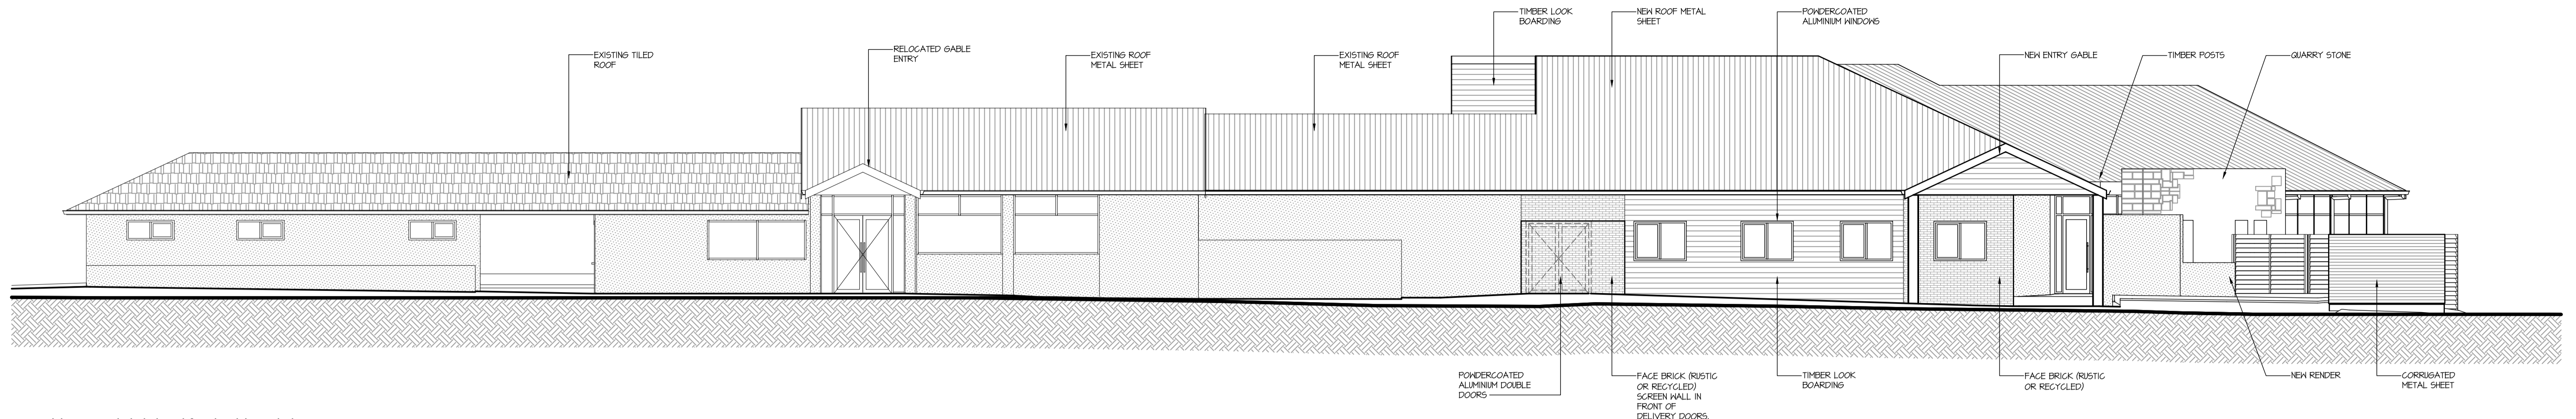 TIMBER LOOK
BOARDING
NEW ROOF METAL
SHEET
POWDERCOATED
ALUMINIUM WINDOWS
EXISTING TILED
ROOF
RELOCATED GABLE
ENTRY
EXISTING ROOF
METAL SHEET
EXISTING ROOF
METAL SHEET
NEW ENTRY GABLE
TIMBER POSTS
QUARRY STONE
POWDERCOATED
ALUMINIUM DOUBLE
DOORS
FACE BRICK (RUSTIC
OR RECYCLED)
SCREEN WALL IN
FRONT OF
DELIVERY DOORS.
TIMBER LOOK
BOARDING
FACE BRICK (RUSTIC
OR RECYCLED)
NEW RENDER
CORRUGATED
METAL SHEET